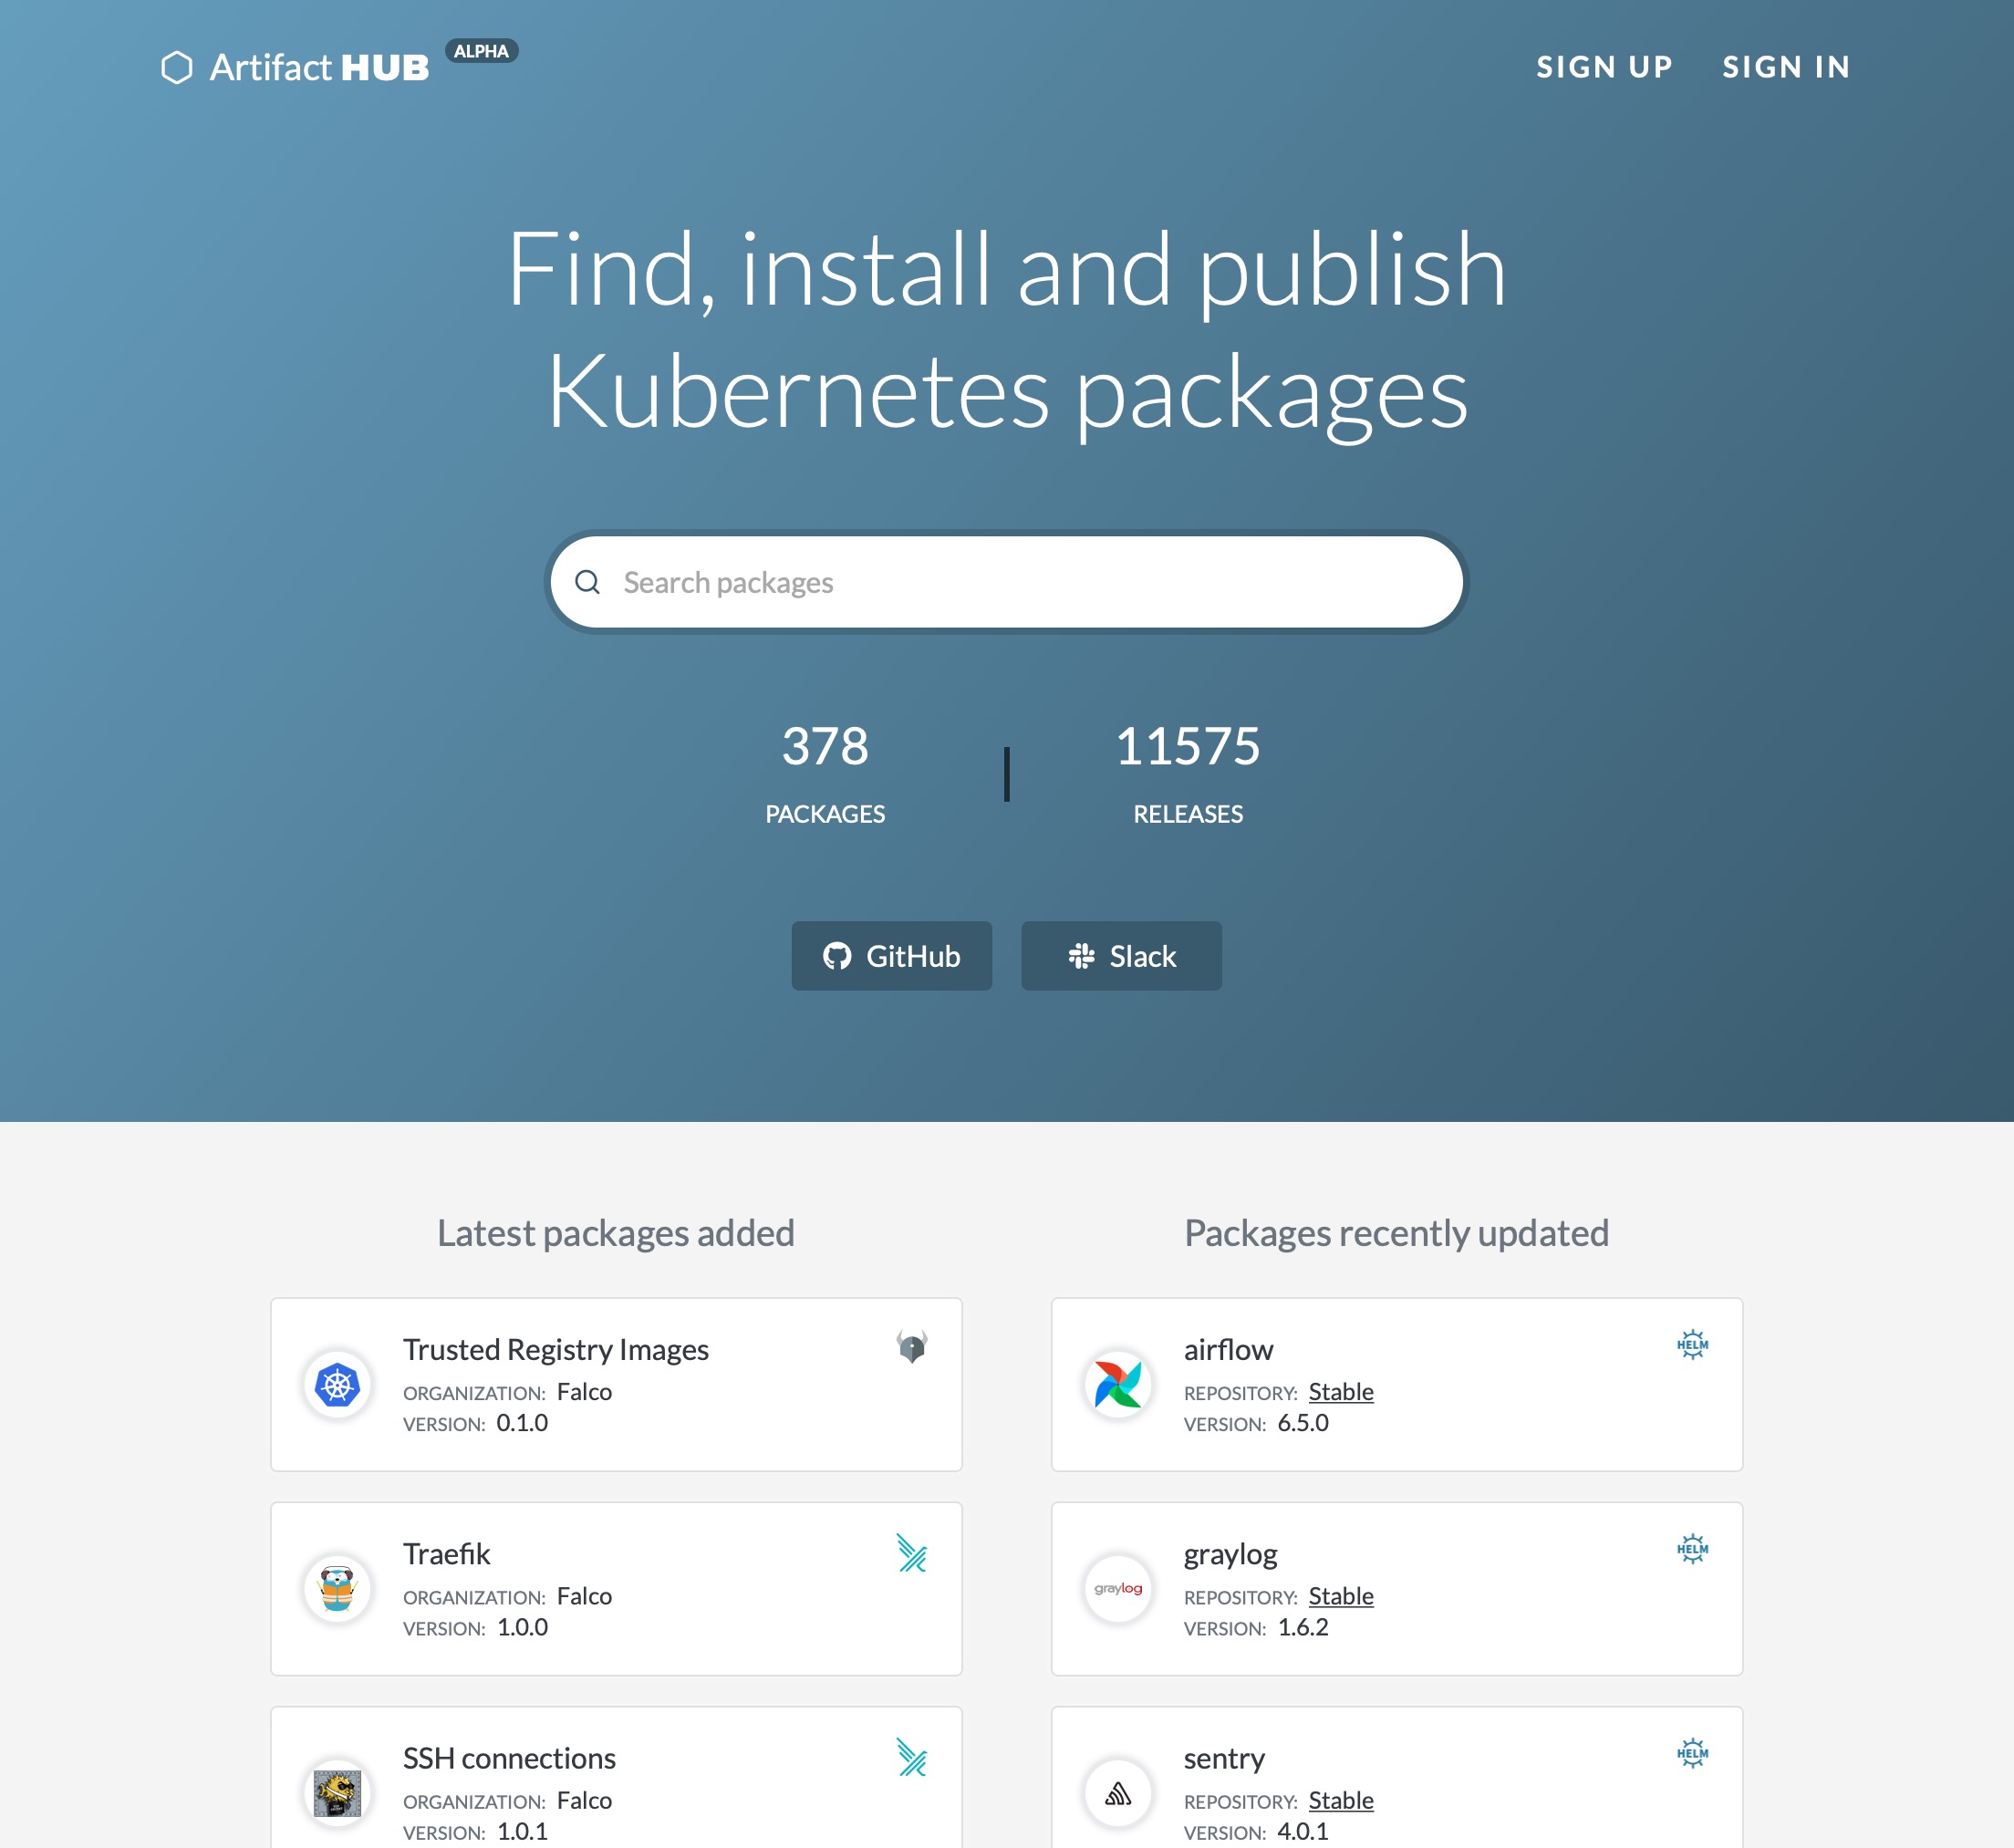 Artifact HUB ALPHA
SIGN UP SIGN IN
Find, install and publish
Kubernetes packages
Search packages
378 11575
PACKAGES RELEASES
GitHub Slack
Latest packages added
Trusted Registry Images
ORGANIZATION: Falco
VERSION: 0.1.0
Traefik
ORGANIZATION: Falco
VERSION: 1.0.0
SSH connections
ORGANIZATION: Falco
VERSION: 1.0.1
Packages recently updated
airflow
HELM
REPOSITORY: Stable
VERSION: 6.5.0
graylog
HELM
graylog
REPOSITORY: Stable
VERSION: 1.6.2
sentry
HELM
REPOSITORY: Stable
VERSION: 4.0.1